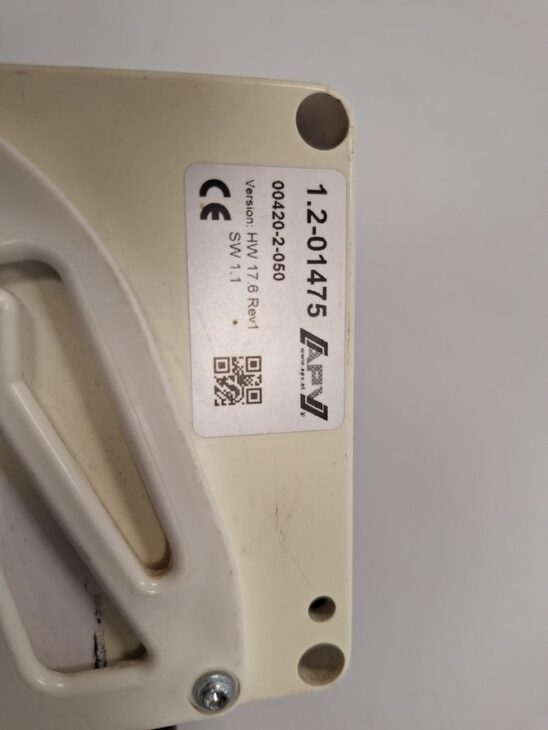 1.2-01475
00420-2-050
Version: HW 17.6 Rev1
SW 1.1
CE
APV
www.apv.at